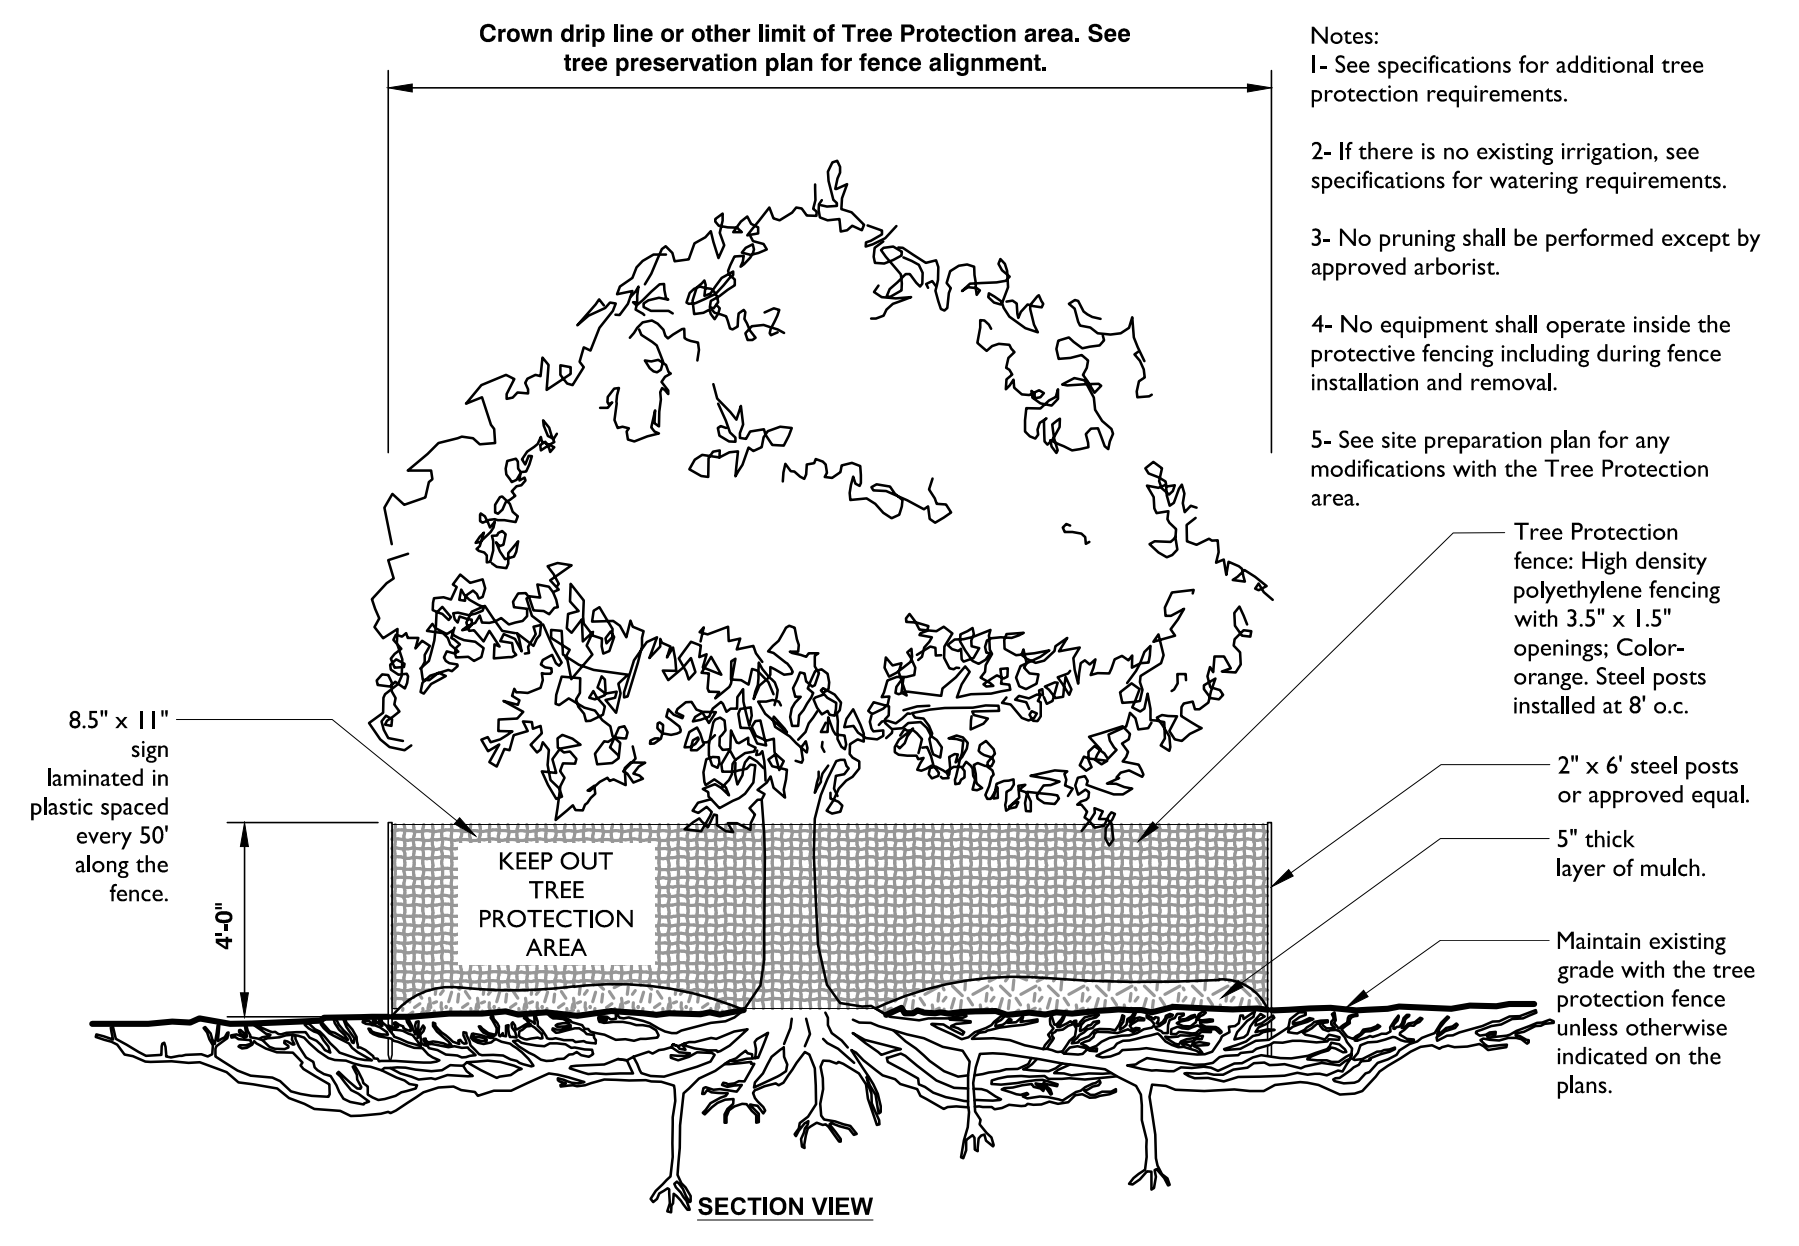 Crown drip line or other limit of Tree Protection area. See
tree preservation plan for fence alignment.
Notes:
1- See specifications for additional tree
protection requirements.
2- If there is no existing irrigation, see
specifications for watering requirements.
3- No pruning shall be performed except by
approved arborist.
4- No equipment shall operate inside the
protective fencing including during fence
installation and removal.
5- See site preparation plan for any
modifications with the Tree Protection
area.
Tree Protection
fence: High density
polyethylene fencing
with 3.5" x 1.5"
openings; Color-
orange. Steel posts
installed at 8' o.c.
2" x 6' steel posts
or approved equal.
5" thick
layer of mulch.
Maintain existing
grade with the tree
protection fence
unless otherwise
indicated on the
plans.
8.5" x 11"
sign
laminated in
plastic spaced
every 50'
along the
fence.
4'-0"
KEEP OUT
TREE
PROTECTION
AREA
SECTION VIEW